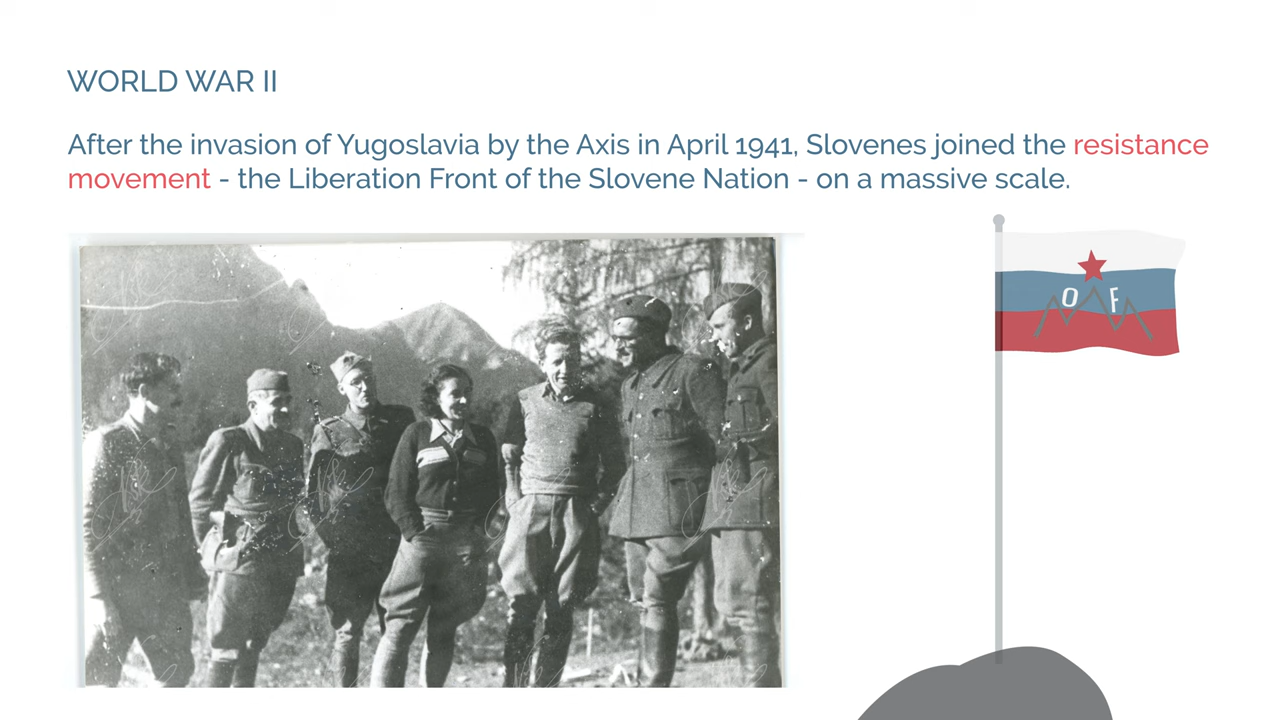 WORLD WAR II
After the invasion of Yugoslavia by the Axis in April 1941, Slovenes joined the resistance
movement - the Liberation Front of the Slovene Nation - on a massive scale.
O F